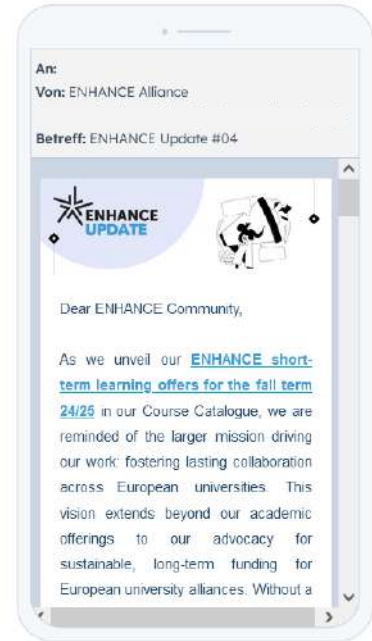 An:
Von: ENHANCE Alliance
Betreff: ENHANCE Update #04
ENHANCE
UPDATE
Dear ENHANCE Community,
As we unveil our ENHANCE short-
term learning offers for the fall term
24/25 in our Course Catalogue, we are
reminded of the larger mission driving
our work: fostering lasting collaboration
across European universities. This
vision extends beyond our academic
offerings to our advocacy for
sustainable, long-term funding for
European university alliances. Without a